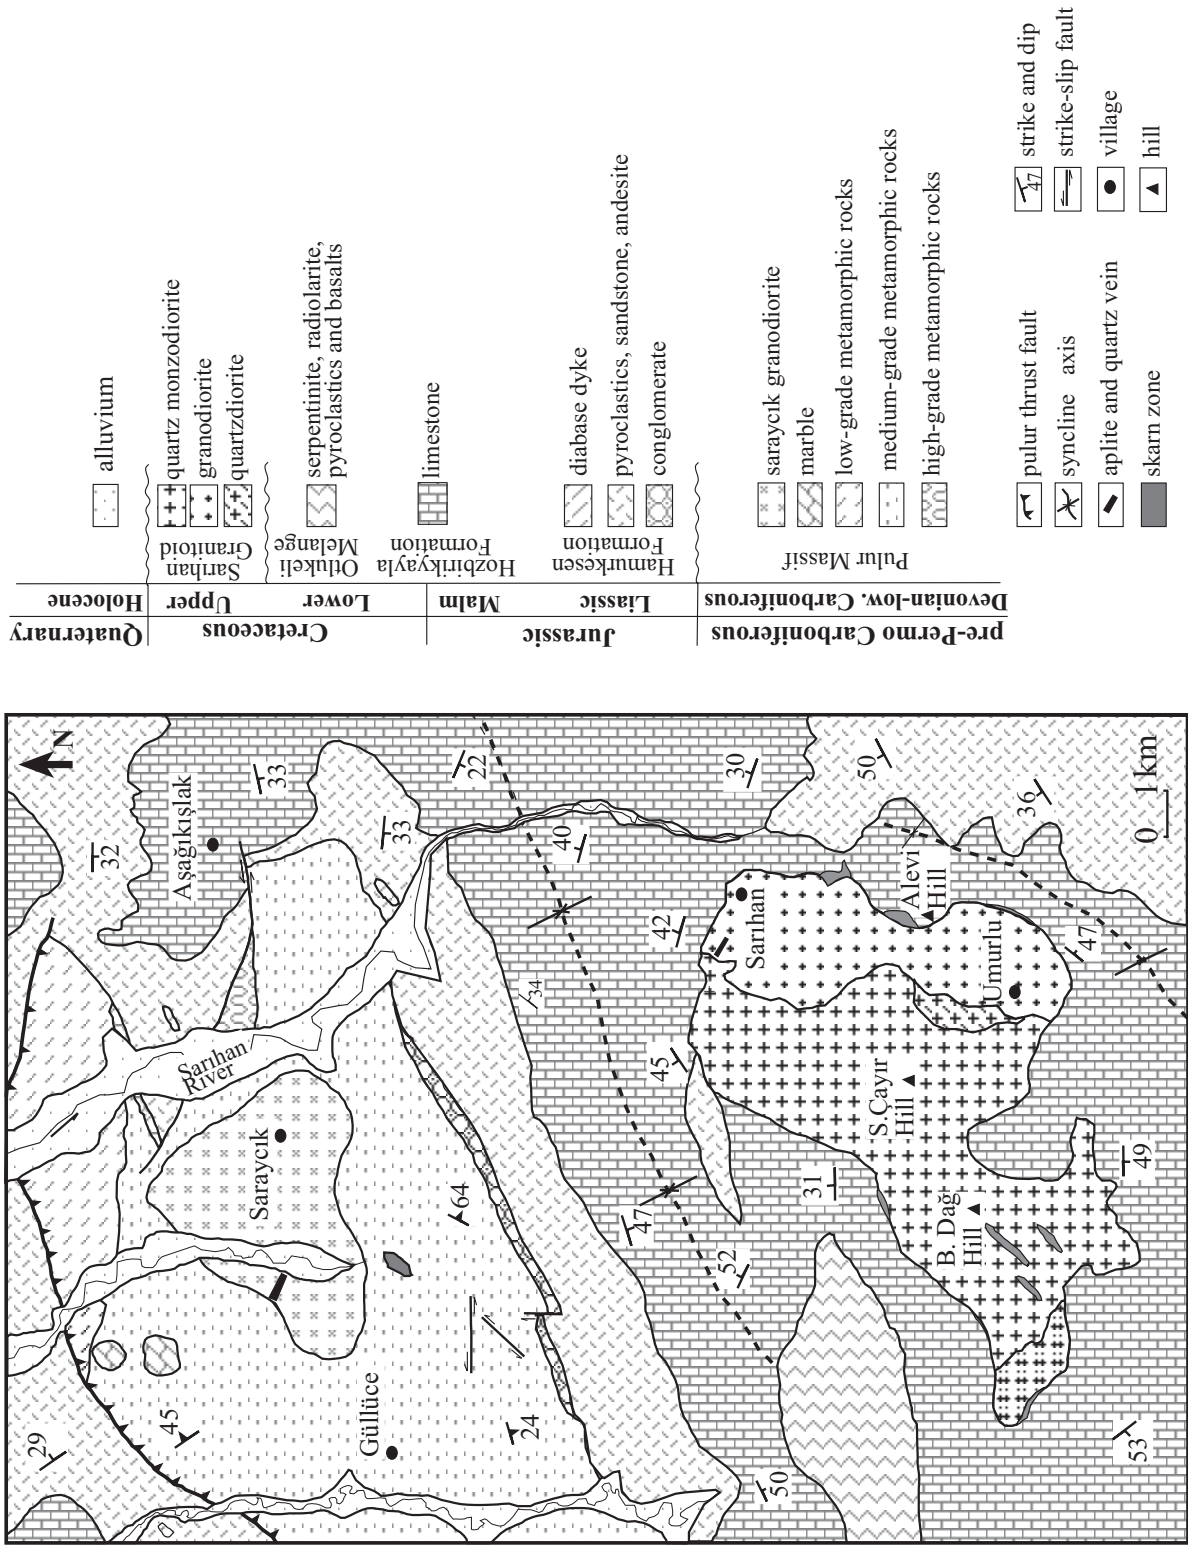 N
29
45
Güllüce
24
50
53
Saraycık
Sarıhan
River
64
47
52
31
B. Dağ
Hill
49
S.Çayır
Hill
45
34
42
Sarıhan
Umurlu
Alevi
Hill
47
40
32
Aşağıkışlak
33
33
22
30
50
36
0
1km
Quaternary
Holocene
alluvium
Cretaceous
Upper
Sarıhan
Granitoid
quartz monzodiorite
granodiorite
quartzdiorite
Lower
Otlukeli
Melange
serpentinite, radiolarite,
pyroclastics and basalts
Jurassic
Malm
Hozbirikyayla
Formation
limestone
Liassic
Hamurkesen
Formation
diabase dyke
pyroclastics, sandstone, andesite
conglomerate
pre-Permo Carboniferous
Devonian-low. Carboniferous
Pulur Massif
saraycık granodiorite
marble
low-grade metamorphic rocks
medium-grade metamorphic rocks
high-grade metamorphic rocks
pulur thrust fault
syncline axis
aplite and quartz vein
skarn zone
47
strike and dip
strike-slip fault
village
hill